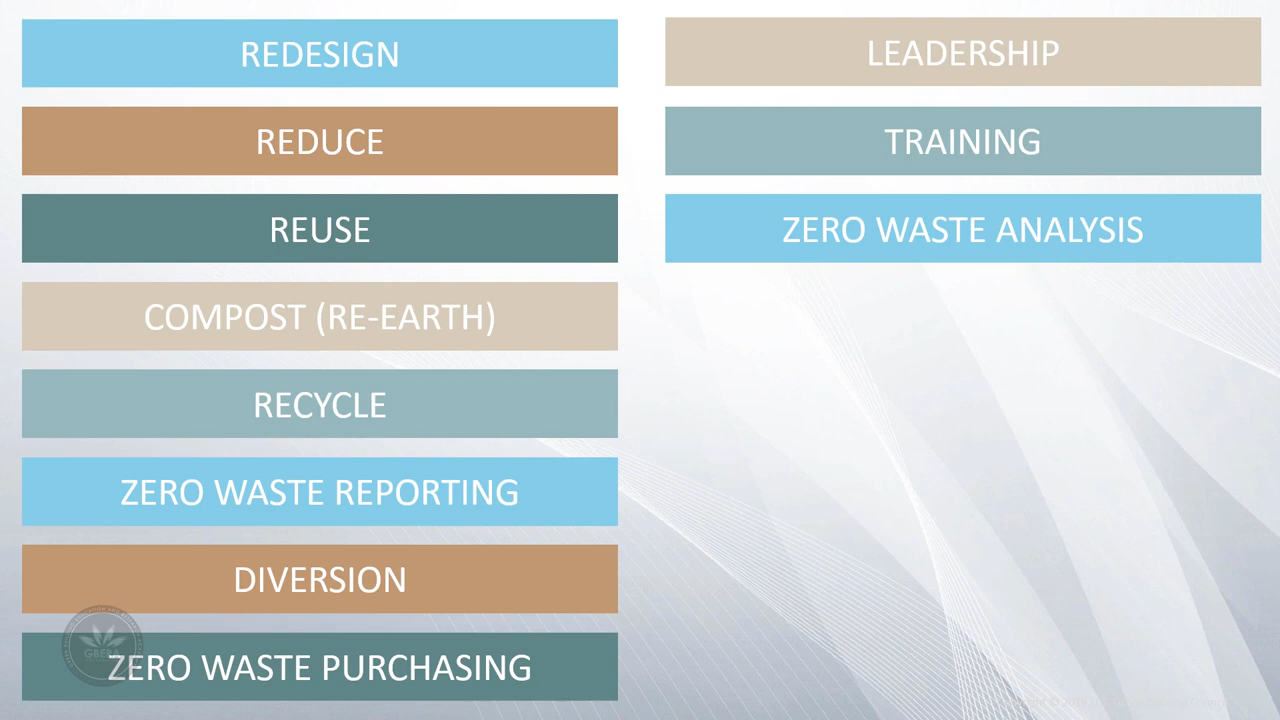 REDESIGN
REDUCE
REUSE
COMPOST (RE-EARTH)
RECYCLE
ZERO WASTE REPORTING
DIVERSION
ZERO WASTE PURCHASING
LEADERSHIP
TRAINING
ZERO WASTE ANALYSIS
GBERA